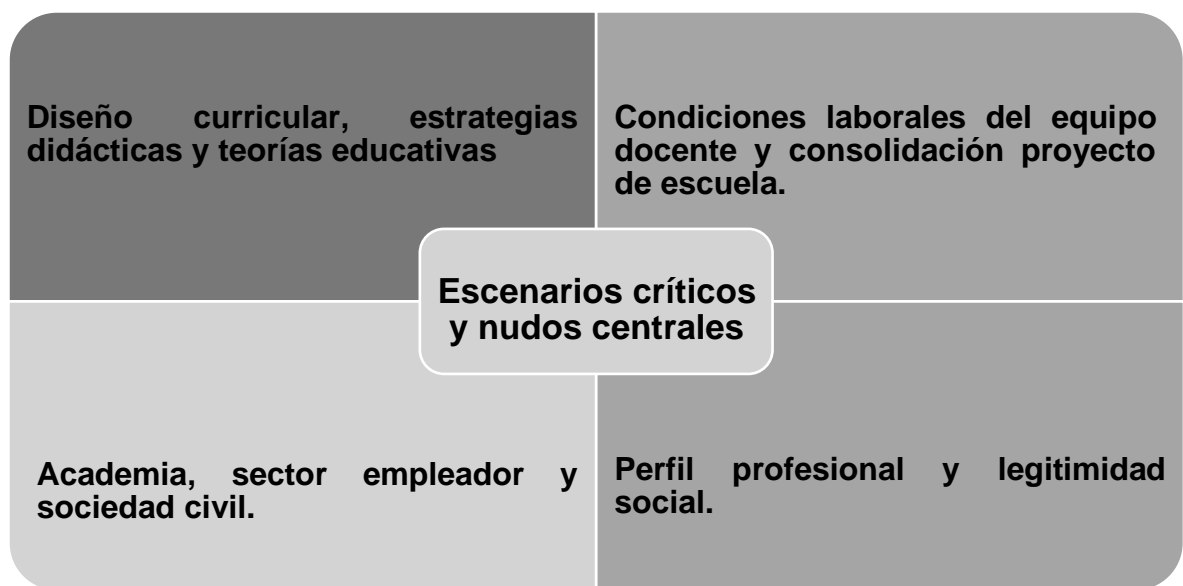 Diseño curricular, estrategias
didácticas y teorías educativas
Condiciones laborales del equipo
docente y consolidación proyecto
de escuela.
Escenarios críticos
y nudos centrales
Academia, sector empleador y
sociedad civil.
Perfil profesional y legitimidad
social.